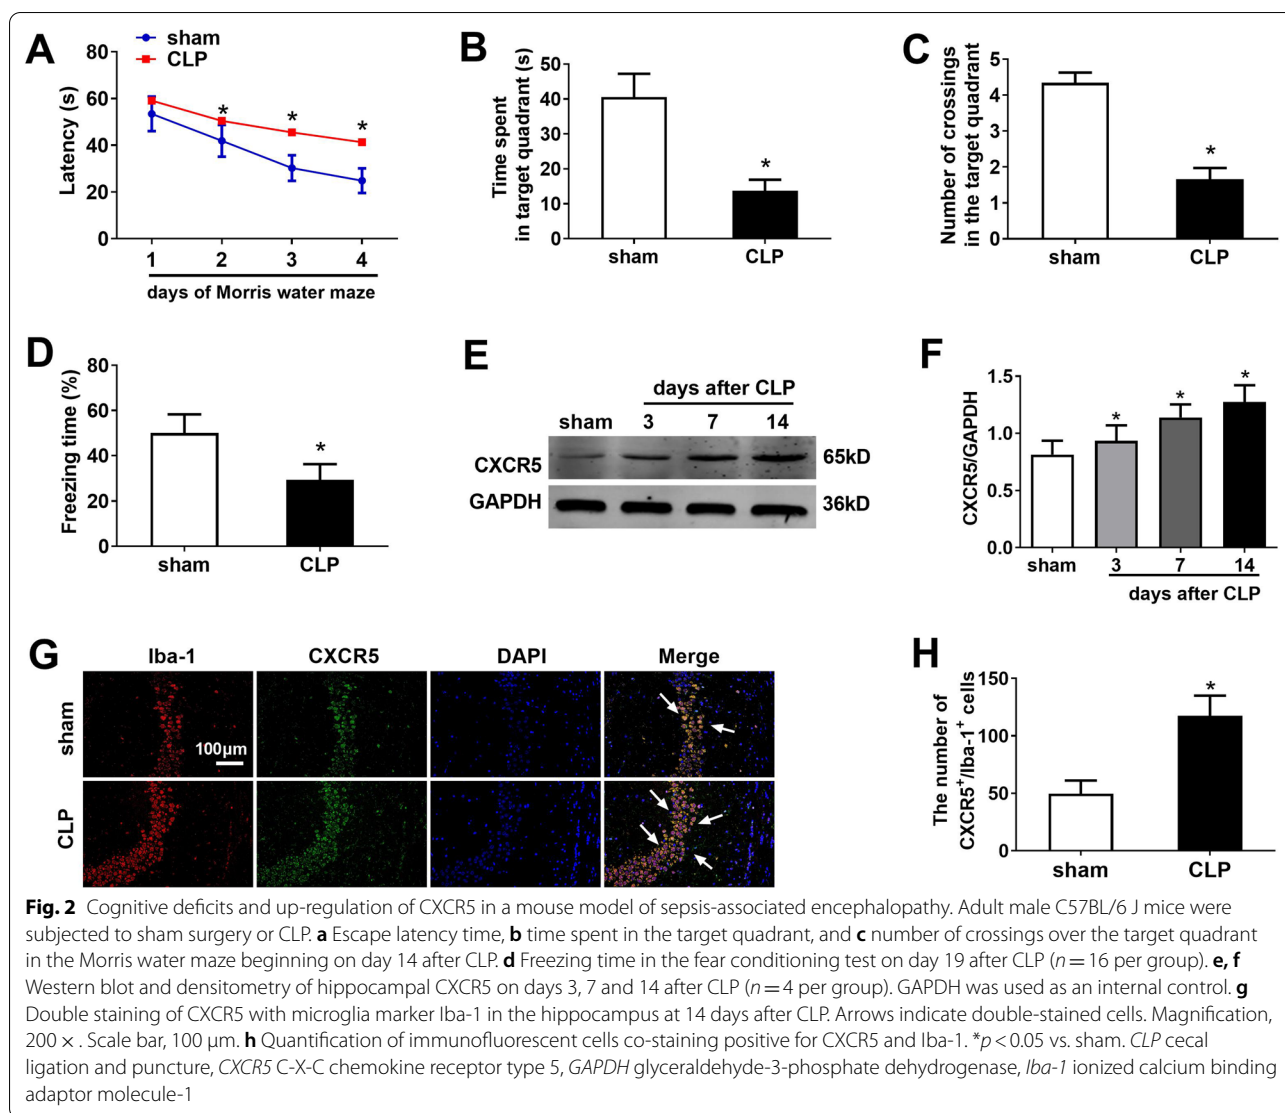 A
sham
CLP
Latency (s)
80
60
40
20
0
* * *
1 2 3 4
days of Morris water maze
B
Time spent
in target quadrant (s)
50
40
30
20
10
0
*
sham CLP
C
Number of crossings
in the target quadrant
5
4
3
2
1
0
*
sham CLP
D
Freezing time (%)
80
60
40
20
0
*
sham CLP
E
days after CLP
sham 3 7 14
CXCR5 65kD
GAPDH 36kD
F
CXCR5/GAPDH
1.5
1.0
0.5
0.0
* * *
sham 3 7 14
days after CLP
G
Iba-1 CXCR5 DAPI Merge
sham
100μm
CLP
H
The number of
CXCR5⁺/Iba-1⁺ cells
150
100
50
0
*
sham CLP
Fig. 2 Cognitive deficits and up-regulation of CXCR5 in a mouse model of sepsis-associated encephalopathy. Adult male C57BL/6 J mice were
subjected to sham surgery or CLP. a Escape latency time, b time spent in the target quadrant, and c number of crossings over the target quadrant
in the Morris water maze beginning on day 14 after CLP. d Freezing time in the fear conditioning test on day 19 after CLP (n = 16 per group). e, f
Western blot and densitometry of hippocampal CXCR5 on days 3, 7 and 14 after CLP (n = 4 per group). GAPDH was used as an internal control. g
Double staining of CXCR5 with microglia marker Iba-1 in the hippocampus at 14 days after CLP. Arrows indicate double-stained cells. Magnification,
200 ×. Scale bar, 100 μm. h Quantification of immunofluorescent cells co-staining positive for CXCR5 and Iba-1. *p < 0.05 vs. sham. CLP cecal
ligation and puncture, CXCR5 C-X-C chemokine receptor type 5, GAPDH glyceraldehyde-3-phosphate dehydrogenase, Iba-1 ionized calcium binding
adaptor molecule-1